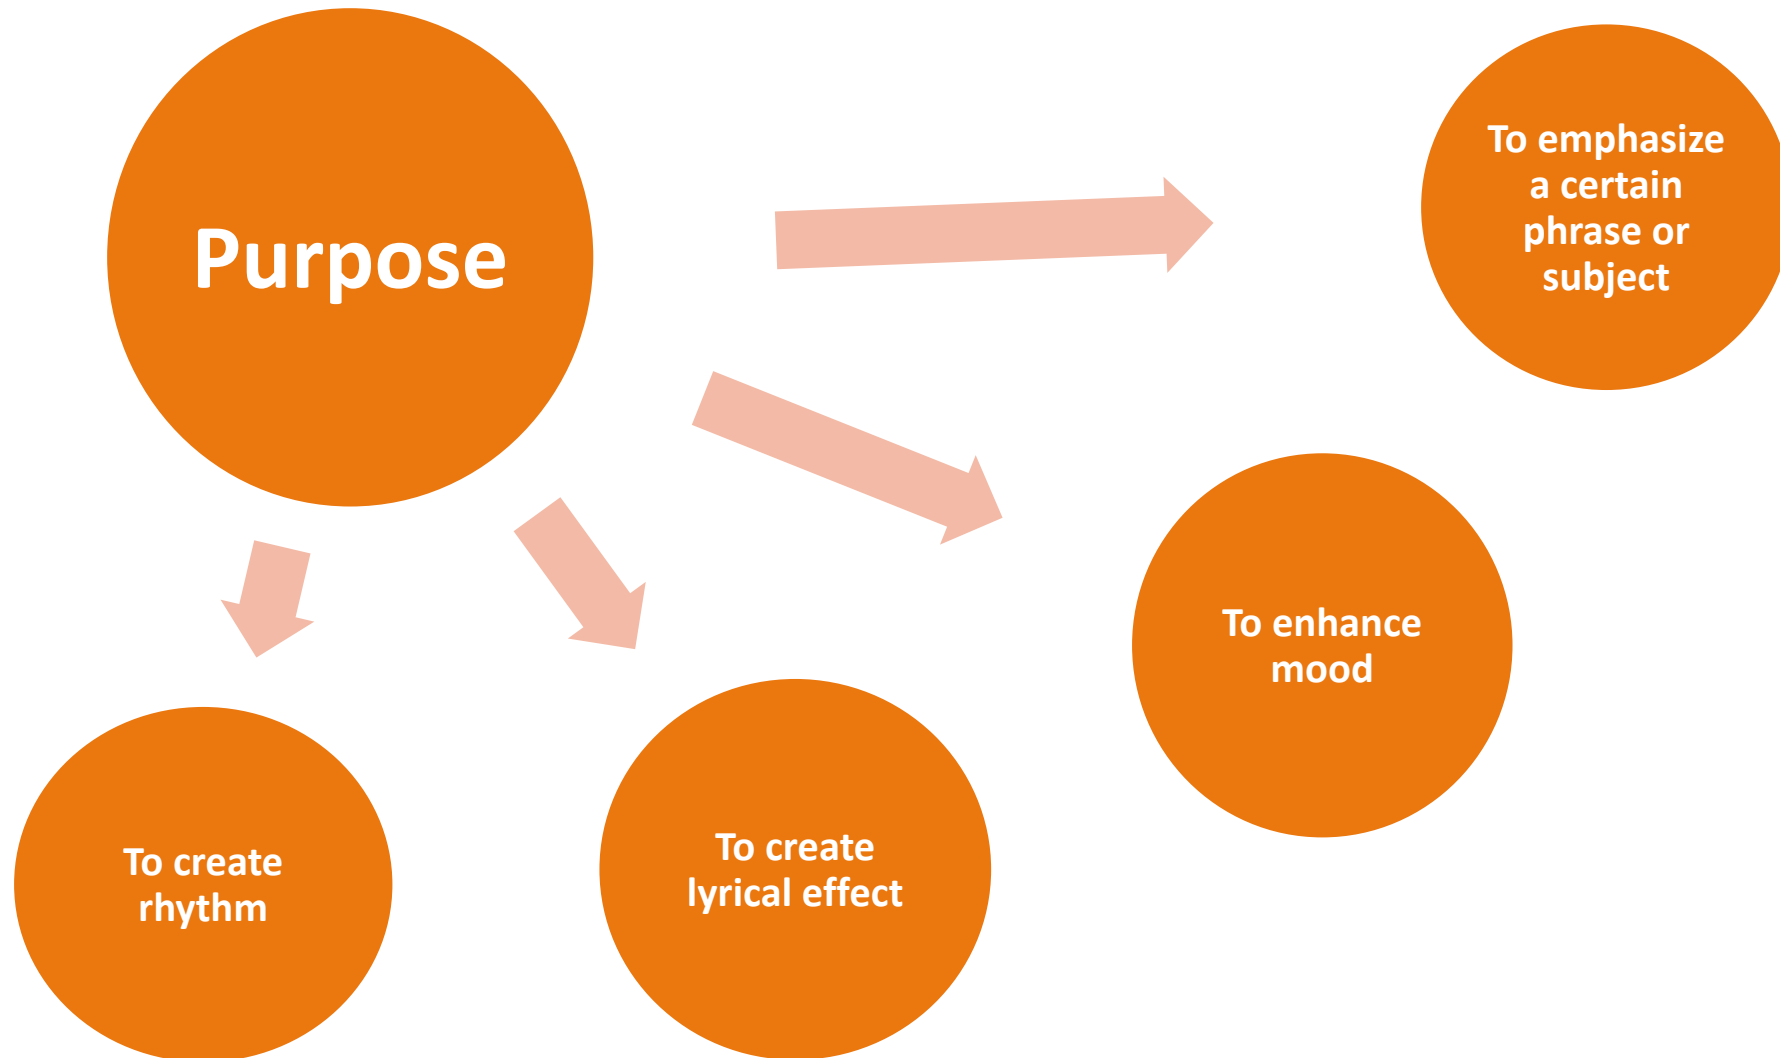 Purpose
To emphasize
a certain
phrase or
subject
To enhance
mood
To create
lyrical effect
To create
rhythm